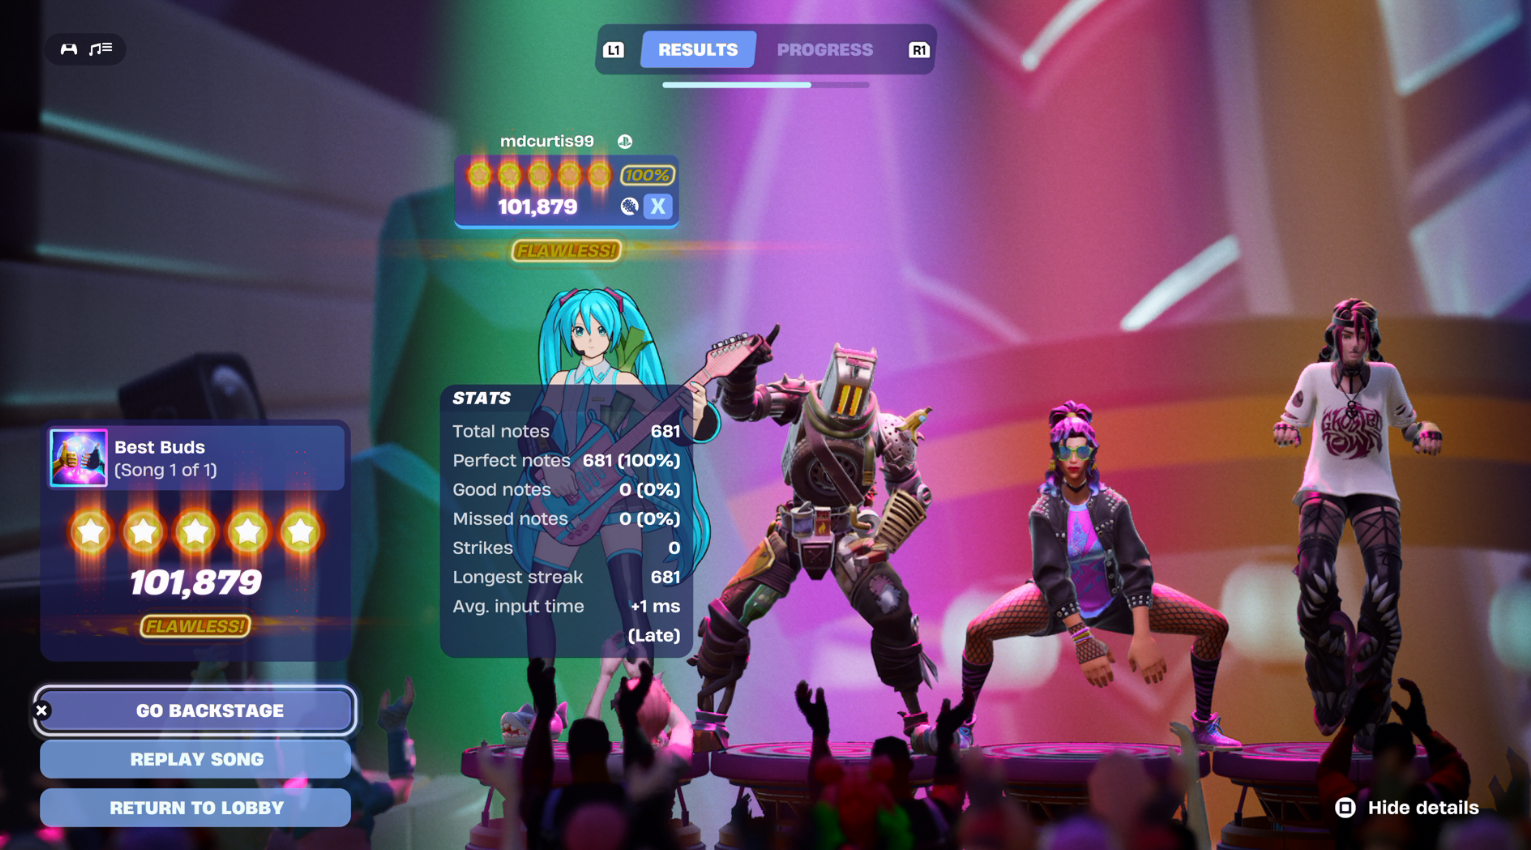 L1
RESULTS
PROGRESS
R1
mdcurtis99
100%
101,879
X
FLAWLESS!
STATS
Total notes 681
Perfect notes 681 (100%)
Good notes 0 (0%)
Missed notes 0 (0%)
Strikes 0
Longest streak 681
Avg. input time +1 ms
(Late)
Best Buds
(Song 1 of 1)
101,879
FLAWLESS!
GO BACKSTAGE
REPLAY SONG
RETURN TO LOBBY
Hide details